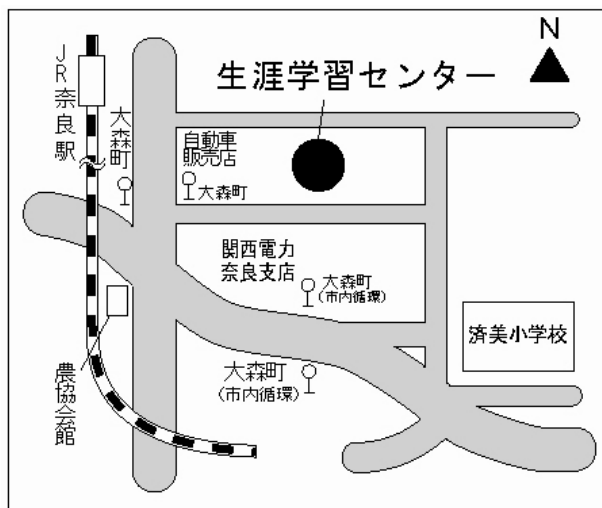 N
生涯学習センター
JR奈良駅
大森町
自動車
販売店
大森町
関西電力
奈良支店
大森町
(市内循環)
済美小学校
大森町
(市内循環)
農協会館